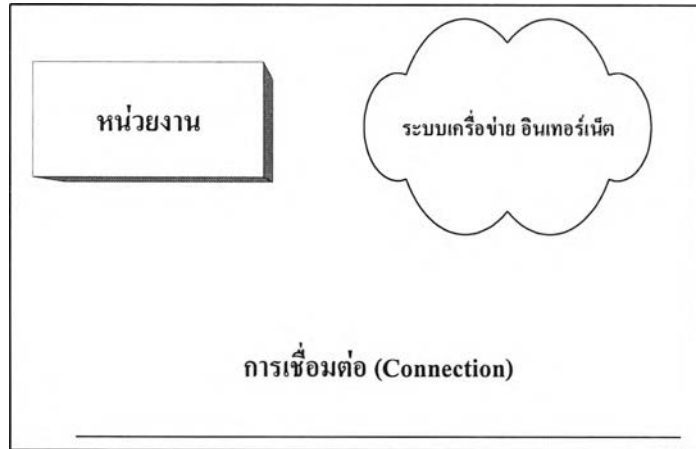 หน่วยงาน
ระบบเครือข่าย อินเทอร์เน็ต
การเชื่อมต่อ (Connection)